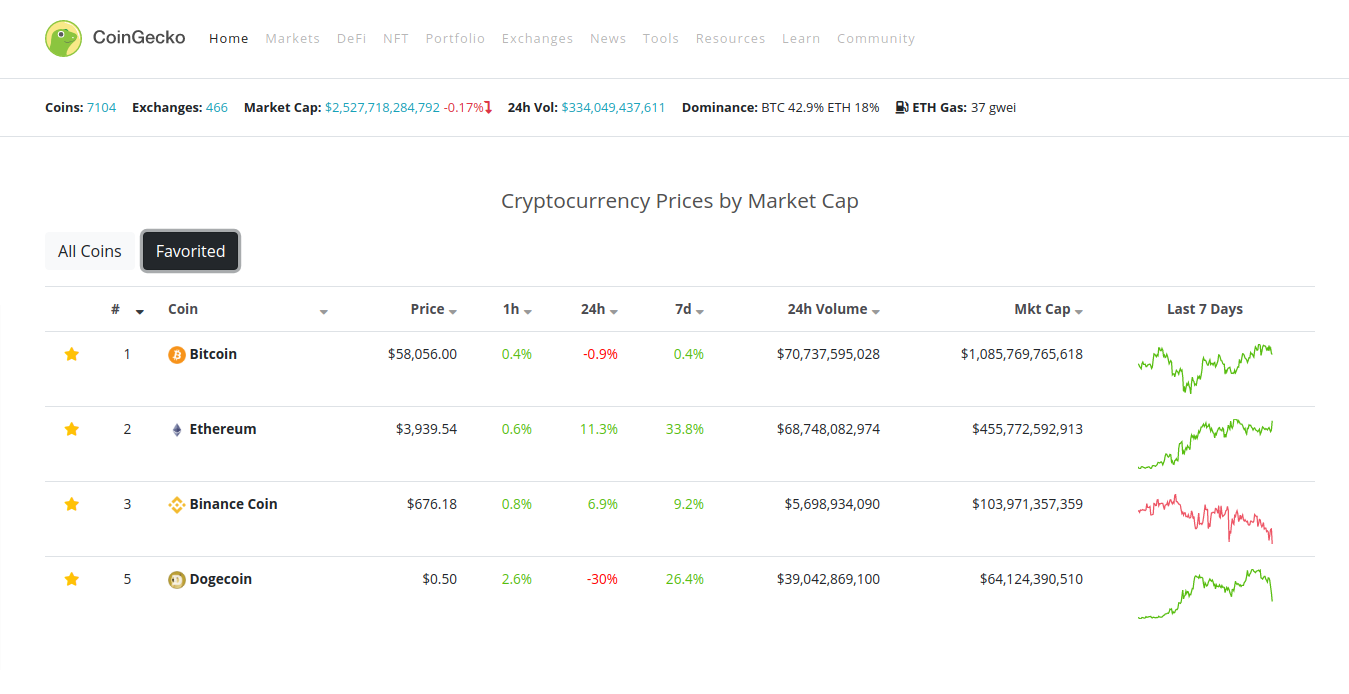 CoinGecko Home Markets DeFi NFT Portfolio Exchanges News Tools Resources Learn Community
Coins: 7104 Exchanges: 466 Market Cap: $2,527,718,284,792 -0.17% 24h Vol: $334,049,437,611 Dominance: BTC 42.9% ETH 18% ETH Gas: 37 gwei
Cryptocurrency Prices by Market Cap
All Coins Favorited
# Coin Price 1h 24h 7d 24h Volume Mkt Cap Last 7 Days
1 Bitcoin $58,056.00 0.4% -0.9% 0.4% $70,737,595,028 $1,085,769,765,618
2 Ethereum $3,939.54 0.6% 11.3% 33.8% $68,748,082,974 $455,772,592,913
3 Binance Coin $676.18 0.8% 6.9% 9.2% $5,698,934,090 $103,971,357,359
5 Dogecoin $0.50 2.6% -30% 26.4% $39,042,869,100 $64,124,390,510